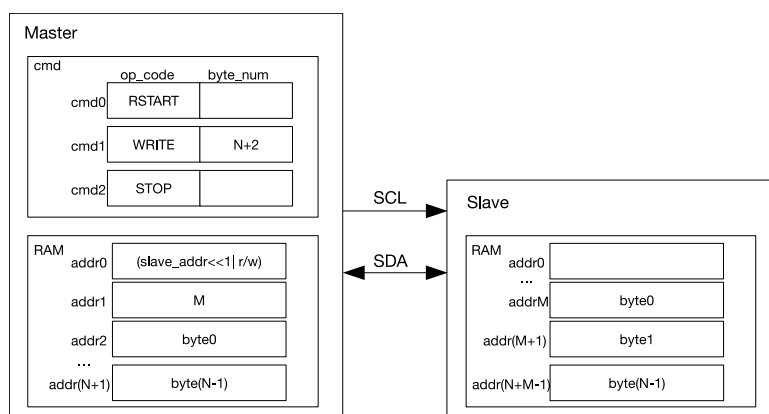 Master
cmd
op_code byte_num
cmd0 RSTART
cmd1 WRITE N+2
cmd2 STOP
SCL
SDA
RAM
addr0 (slave_addr<<1| r/w)
addr1 M
addr2 byte0
...
addr(N+1) byte(N-1)
Slave
RAM
addr0
...
addrM byte0
addr(M+1) byte1
addr(N+M-1) byte(N-1)